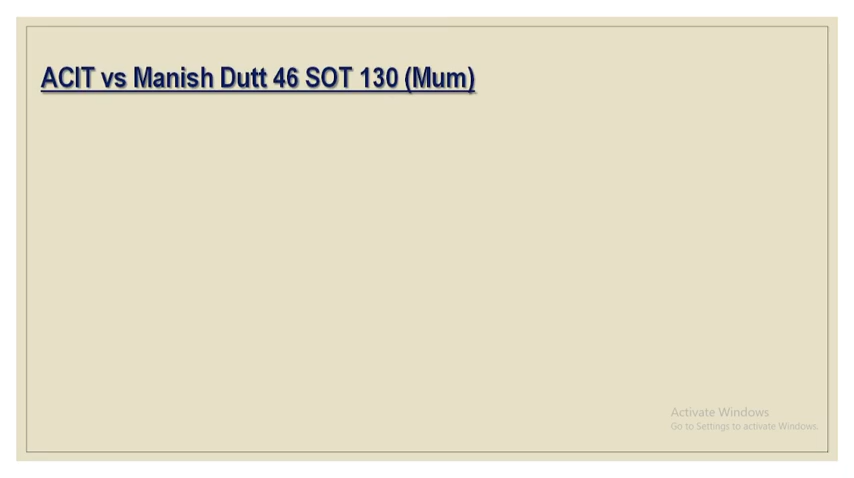 ACIT vs Manish Dutt 46 SOT 130 (Mum)
Activate Windows
Go to Settings to activate Windows.